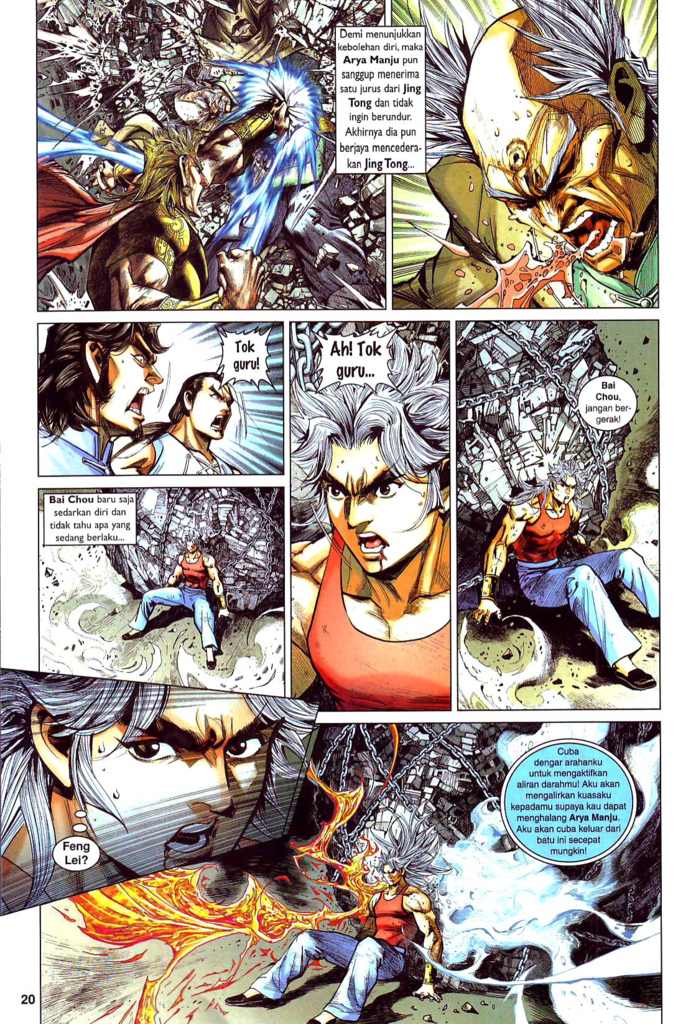 Demi menunjukkan
kebolehan diri, maka
Arya Manju pun
sanggup menerima
satu jurus dari Jing
Tong dan tidak
ingin berundur.
Akhirnya dia pun
berjaya mencedera-
kan Jing Tong...
Tok
guru!
Ah! Tok
guru...
Bai
Chou,
jangan ber-
gerak!
Bai Chou baru saja
sedarkan diri dan
tidak tahu apa yang
sedang berlaku...
Feng
Lei?
Cuba
dengar arahanku
untuk mengaktifkan
aliran darahmu! Aku akan
mengalirkan kuasaku
kepadamu supaya kau dapat
menghalang Arya Manju.
Aku akan cuba keluar dari
batu ini secepat
mungkin!
20